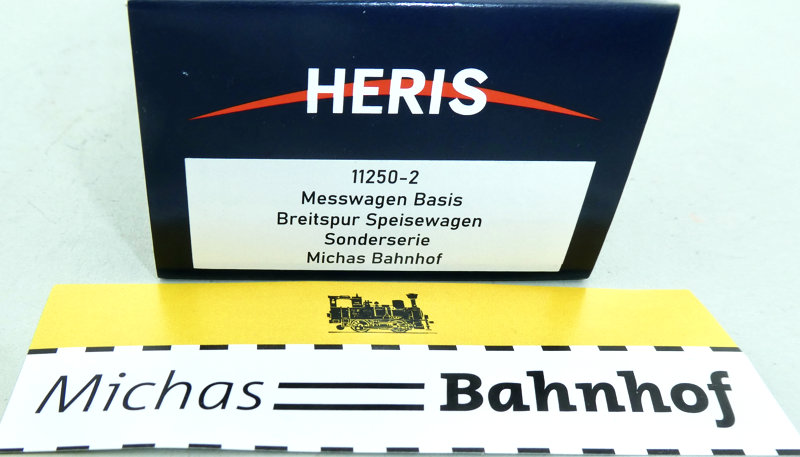 HERIS
11250-2
Messwagen Basis
Breitspur Speisewagen
Sonderserie
Michas Bahnhof
Michas Bahnhof